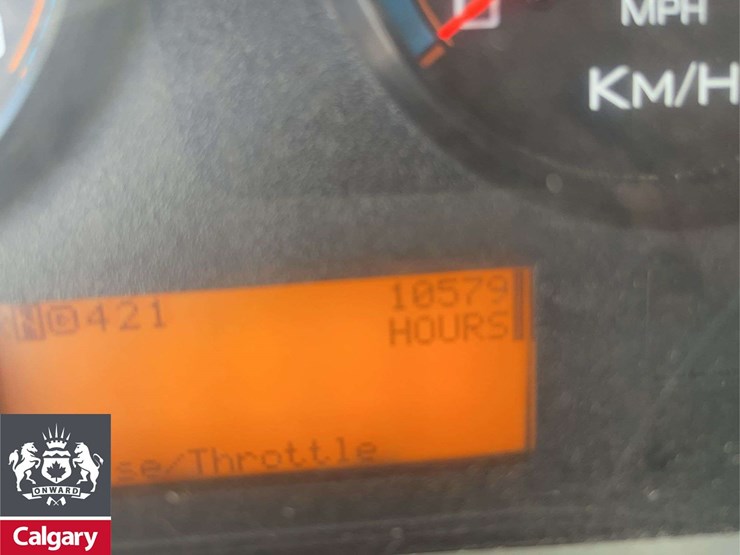 MPH
KM/H
N D 421
10579
HOURS
se/Throttle
ONWARD
Calgary